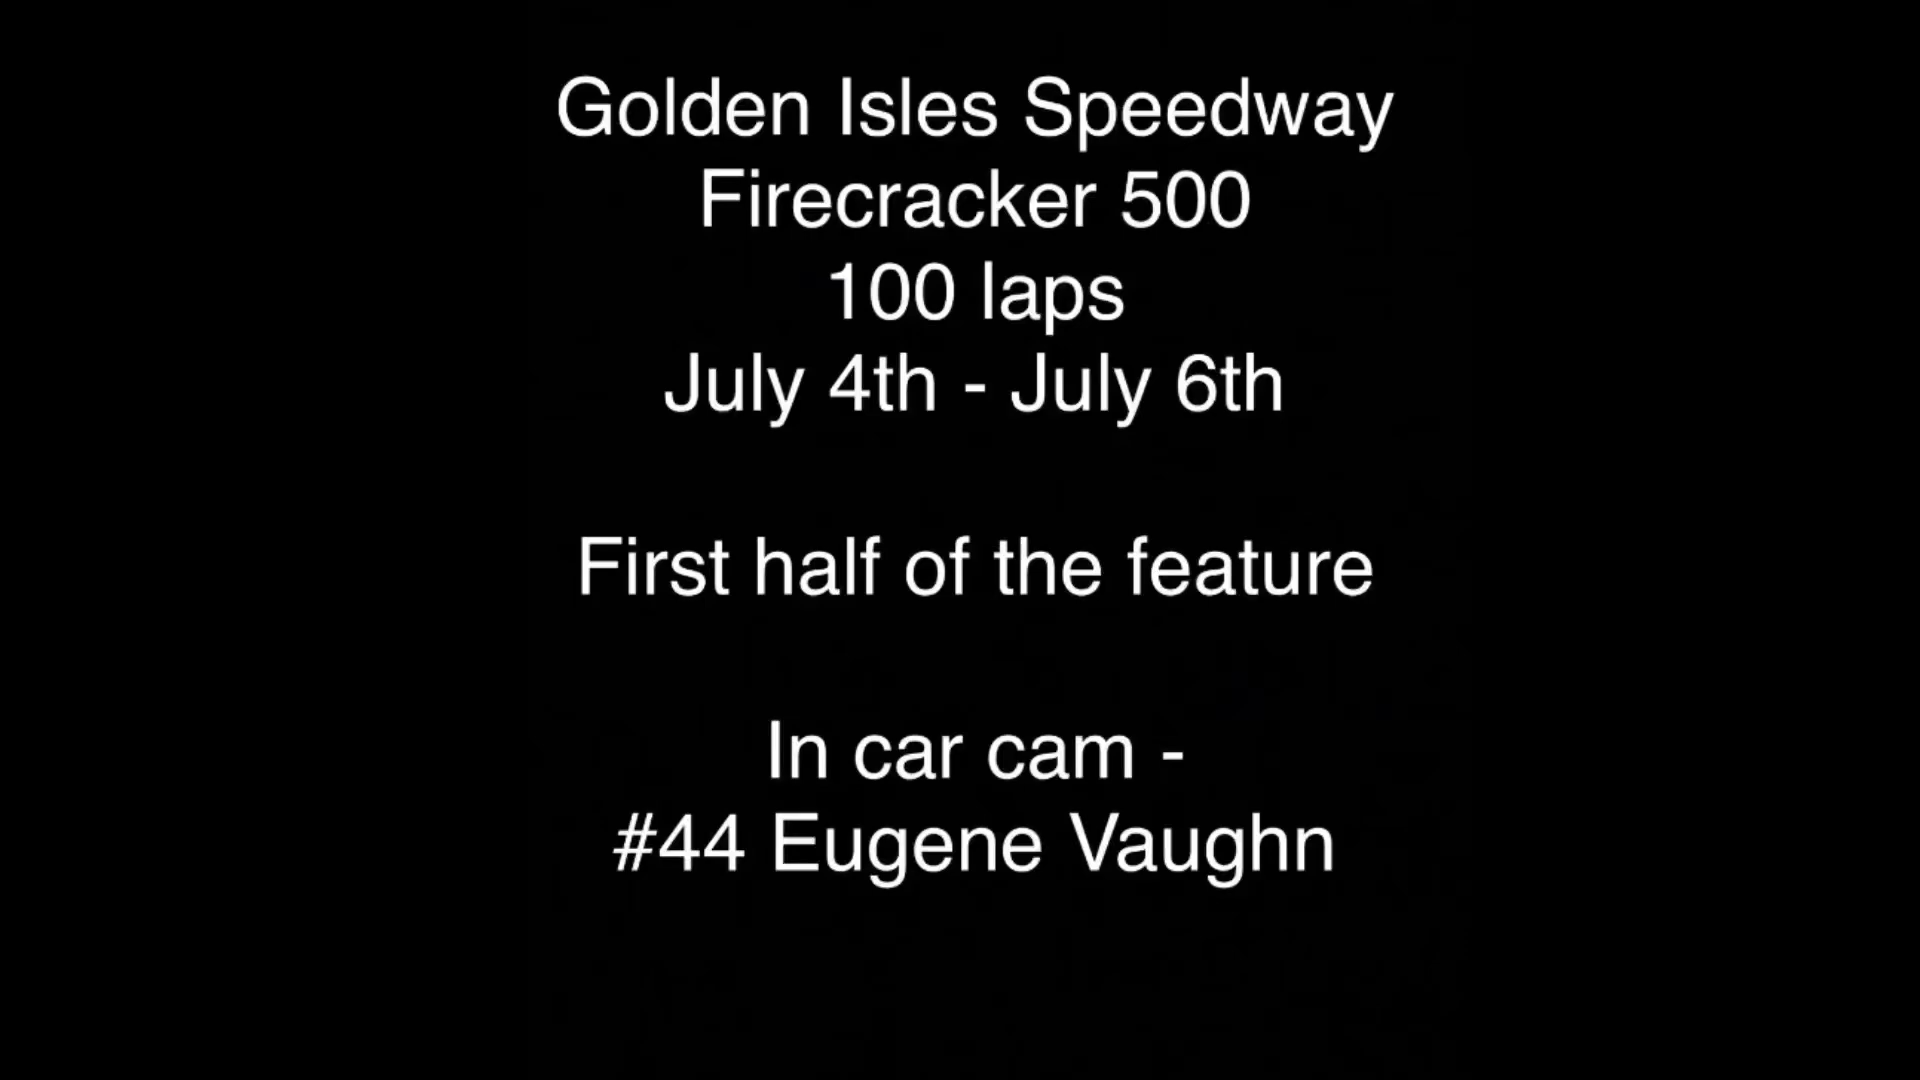 Golden Isles Speedway
Firecracker 500
100 laps
July 4th - July 6th
First half of the feature
In car cam -
#44 Eugene Vaughn